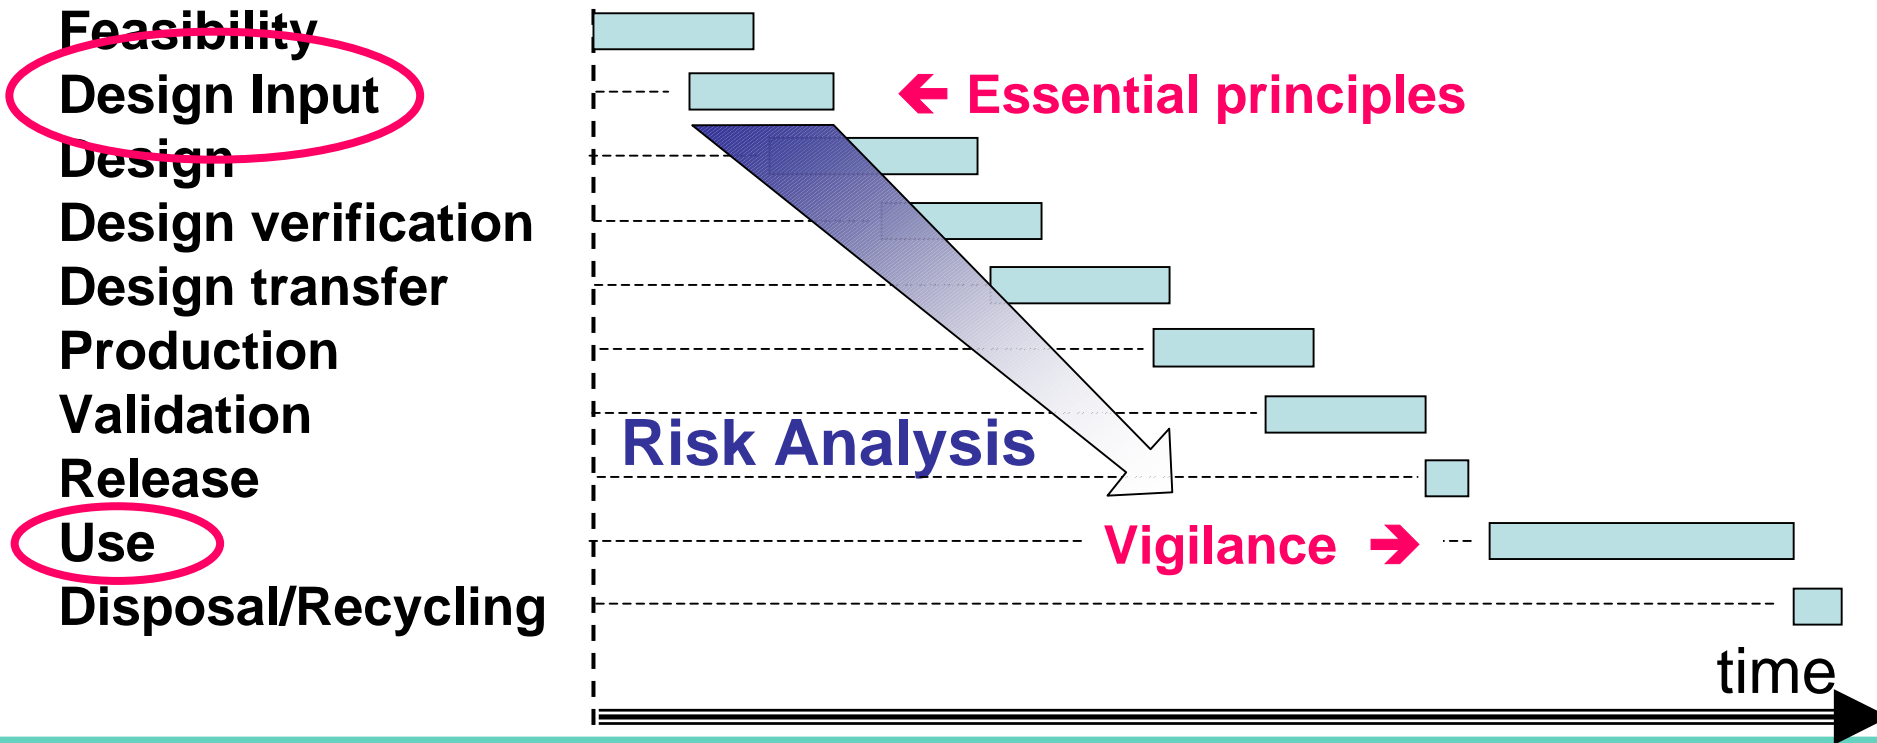 Feasibility
Design Input
🡸 Essential principles
Design
Design verification
Design transfer
Production
Validation
Risk Analysis
Release
Use
Vigilance 🡺
Disposal/Recycling
time